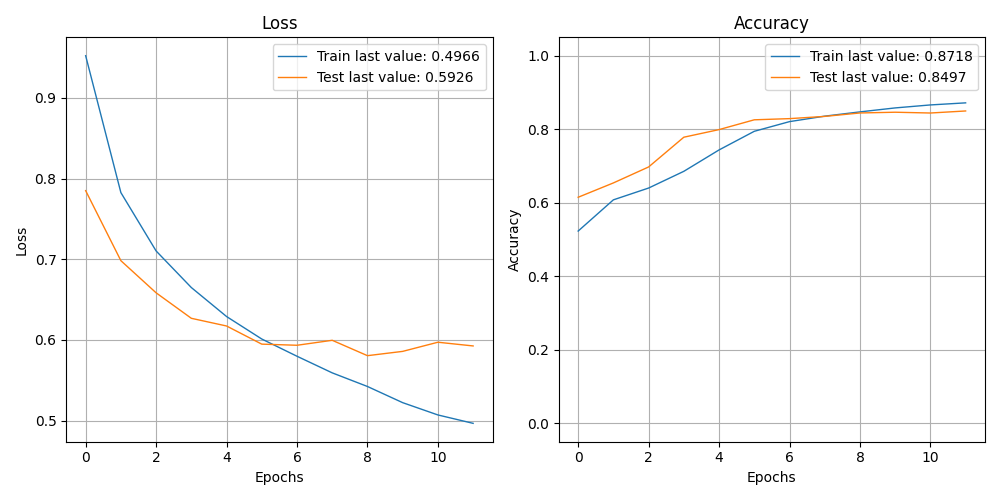 Loss
Train last value: 0.4966
Test last value: 0.5926
0.9
0.8
0.7
0.6
0.5
Loss
0 2 4 6 8 10
Epochs
Accuracy
Train last value: 0.8718
Test last value: 0.8497
1.0
0.8
0.6
0.4
0.2
0.0
Accuracy
0 2 4 6 8 10
Epochs